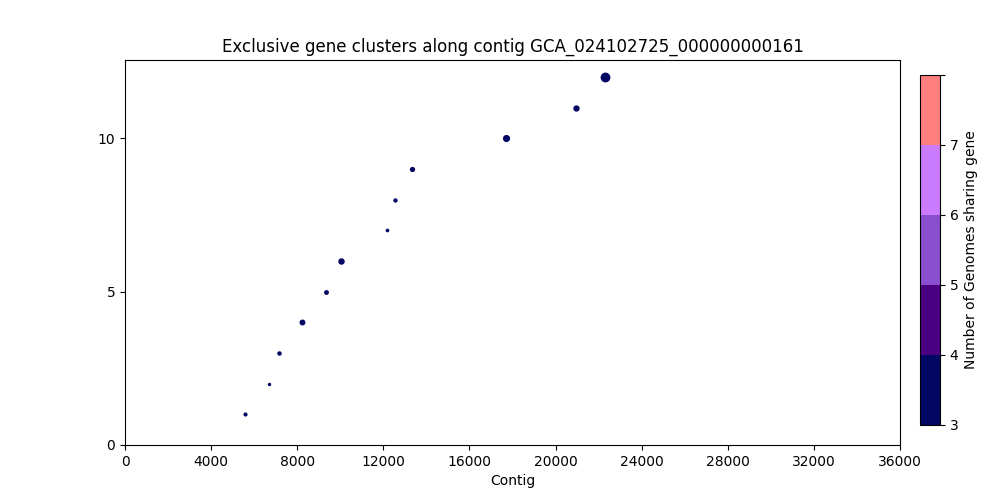 Exclusive gene clusters along contig GCA_024102725_000000000161
10
5
0
0 4000 8000 12000 16000 20000 24000 28000 32000 36000
Contig
7
6
5
4
3
Number of Genomes sharing gene